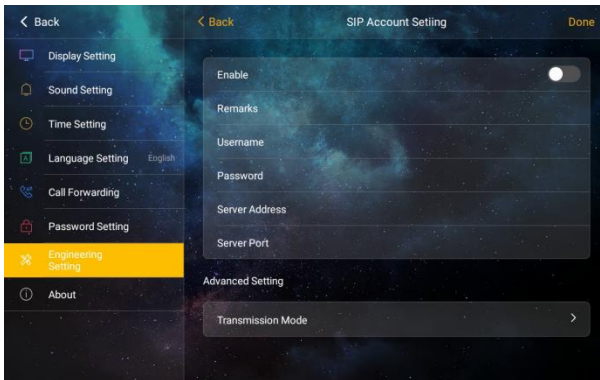 Back
Display Setting
Sound Setting
Time Setting
Language Setting English
Call Forwarding
Password Setting
Engineering
Setting
About
Back SIP Account Setiing Done
Enable
Remarks
Username
Password
Server Address
Server Port
Advanced Setting
Transmission Mode